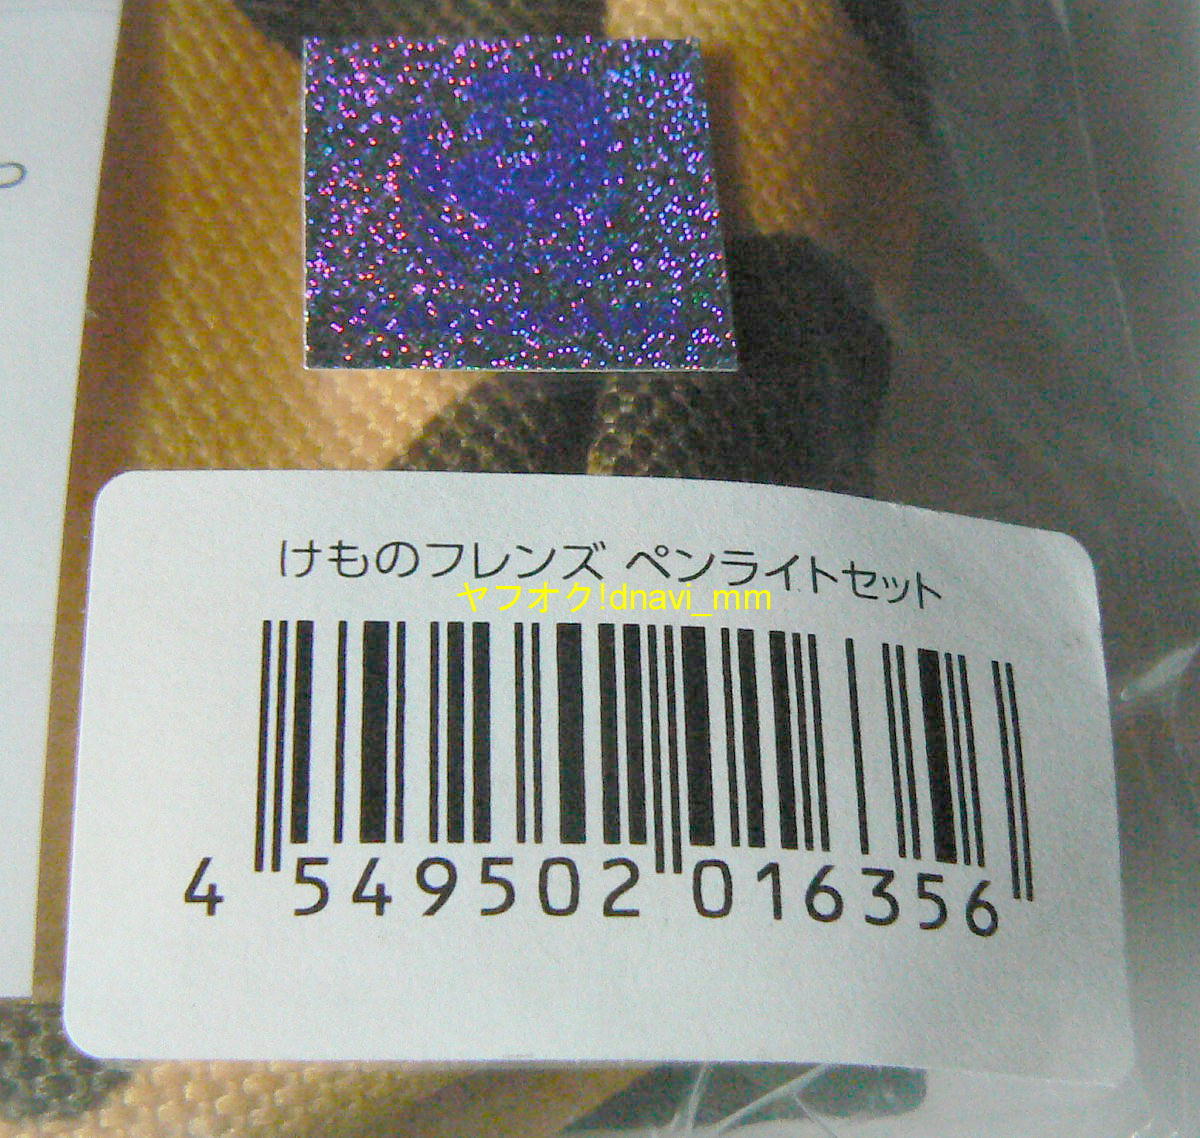 けものフレンズ ペンライトセット
ヤフオク!dnavi_mm
4 549502 016356